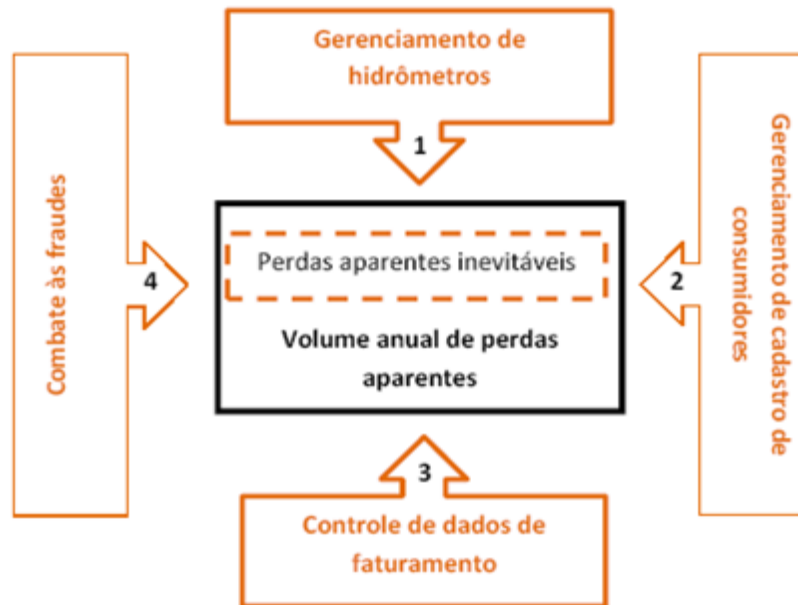 Gerenciamento de
hidrômetros
1
Combate às fraudes
4
Perdas aparentes inevitáveis
Volume anual de perdas
aparentes
2
Gerenciamento de cadastro de
consumidores
3
Controle de dados de
faturamento